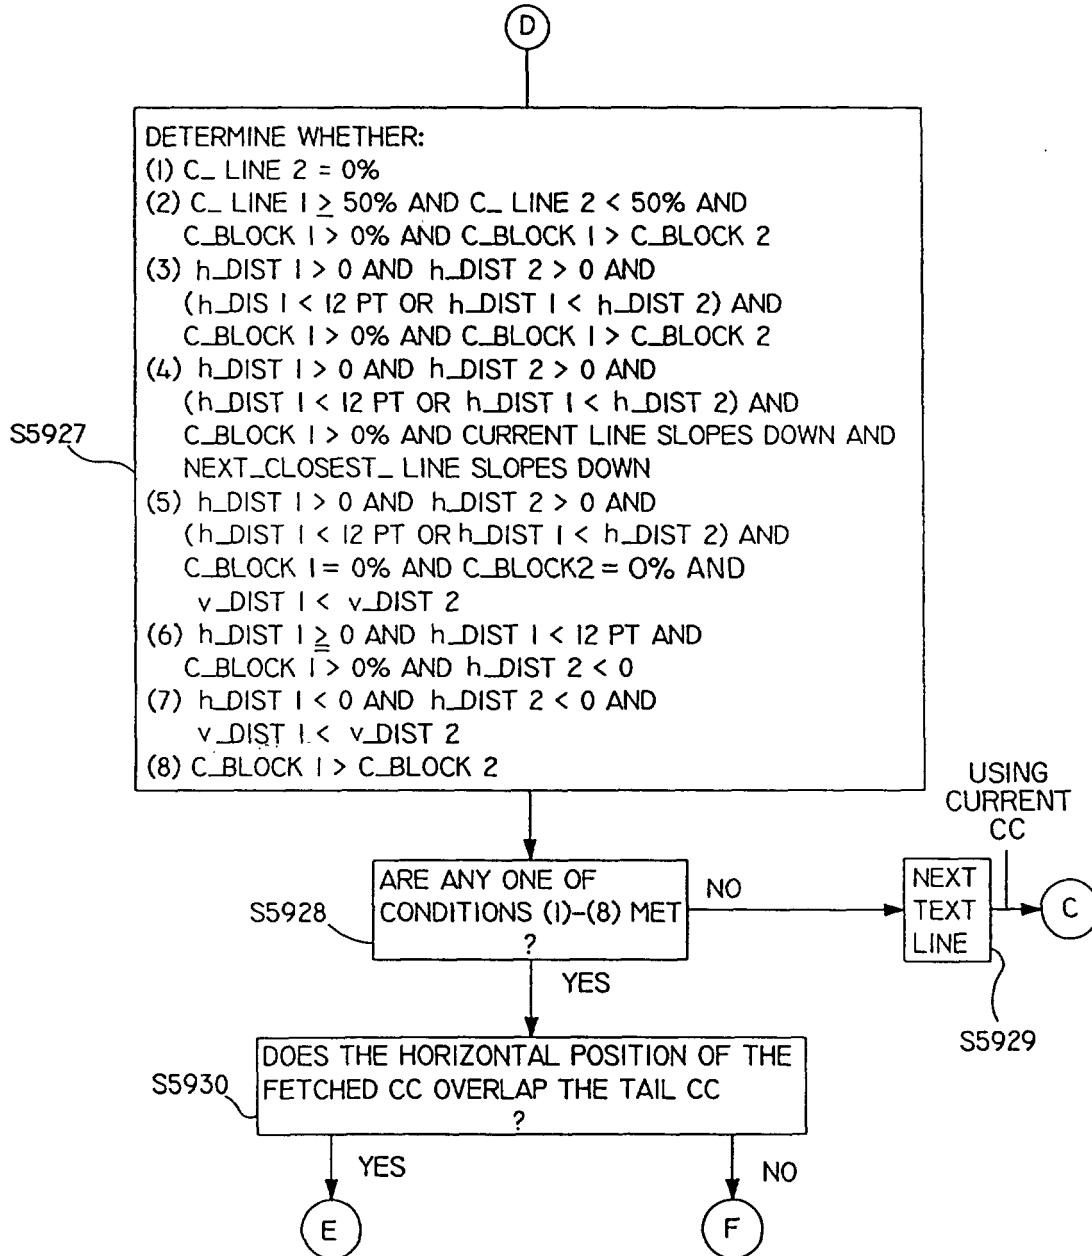 D
DETERMINE WHETHER:
(1) C_ LINE 2 = 0%
(2) C_ LINE 1 ≥ 50% AND C_ LINE 2 < 50% AND
C_BLOCK 1 > 0% AND C_BLOCK 1 > C_BLOCK 2
(3) h_DIST 1 > 0 AND h_DIST 2 > 0 AND
(h_DIS 1 < 12 PT OR h_DIST 1 < h_DIST 2) AND
C_BLOCK 1 > 0% AND C_BLOCK 1 > C_BLOCK 2
(4) h_DIST 1 > 0 AND h_DIST 2 > 0 AND
(h_DIST 1 < 12 PT OR h_DIST 1 < h_DIST 2) AND
C_BLOCK 1 > 0% AND CURRENT LINE SLOPES DOWN AND
NEXT_CLOSEST_ LINE SLOPES DOWN
(5) h_DIST 1 > 0 AND h_DIST 2 > 0 AND
(h_DIST 1 < 12 PT OR h_DIST 1 < h_DIST 2) AND
C_BLOCK 1 = 0% AND C_BLOCK2 = 0% AND
v_DIST 1 < v_DIST 2
(6) h_DIST 1 ≥ 0 AND h_DIST 1 < 12 PT AND
C_BLOCK 1 > 0% AND h_DIST 2 < 0
(7) h_DIST 1 < 0 AND h_DIST 2 < 0 AND
v_DIST 1 < v_DIST 2
(8) C_BLOCK 1 > C_BLOCK 2
S5927
USING
CURRENT
CC
ARE ANY ONE OF
CONDITIONS (1)-(8) MET
?
S5928
NO
NEXT
TEXT
LINE
C
S5929
YES
DOES THE HORIZONTAL POSITION OF THE
FETCHED CC OVERLAP THE TAIL CC
?
S5930
YES
NO
E
F